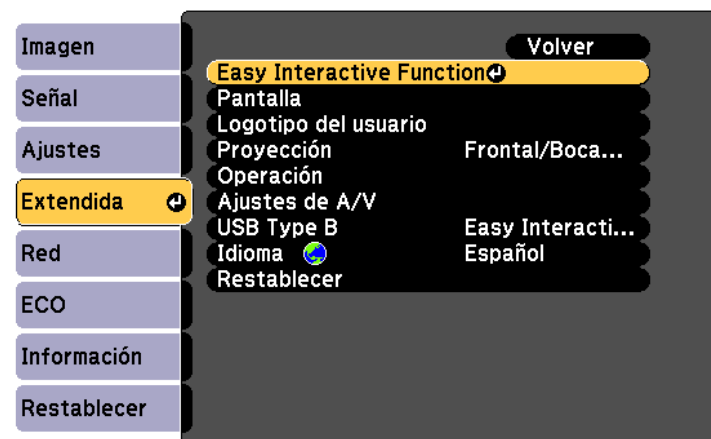 Imagen
Señal
Ajustes
Extendida
Red
ECO
Información
Restablecer
Volver
Easy Interactive Function
Pantalla
Logotipo del usuario
Proyección Frontal/Boca...
Operación
Ajustes de A/V
USB Type B Easy Interacti...
Idioma Español
Restablecer